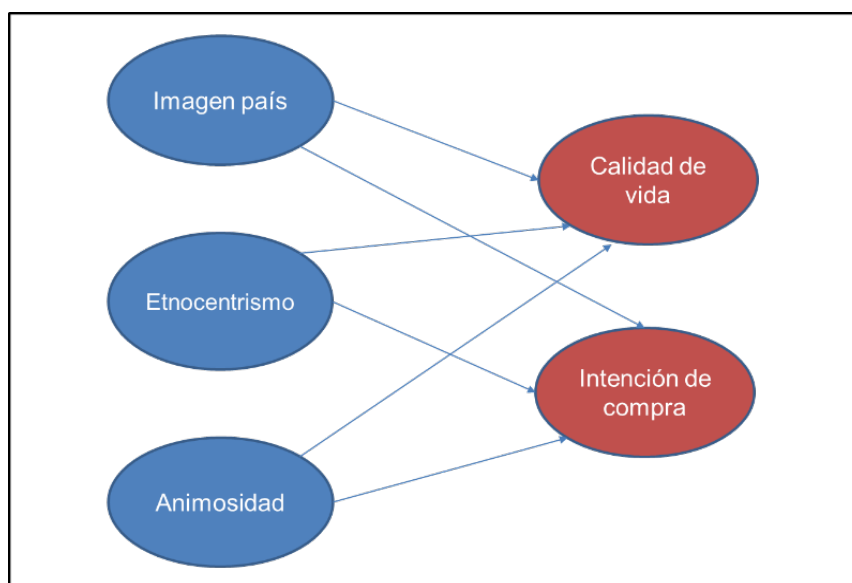 Imagen país
Calidad de
vida
Etnocentrismo
Intención de
compra
Animosidad